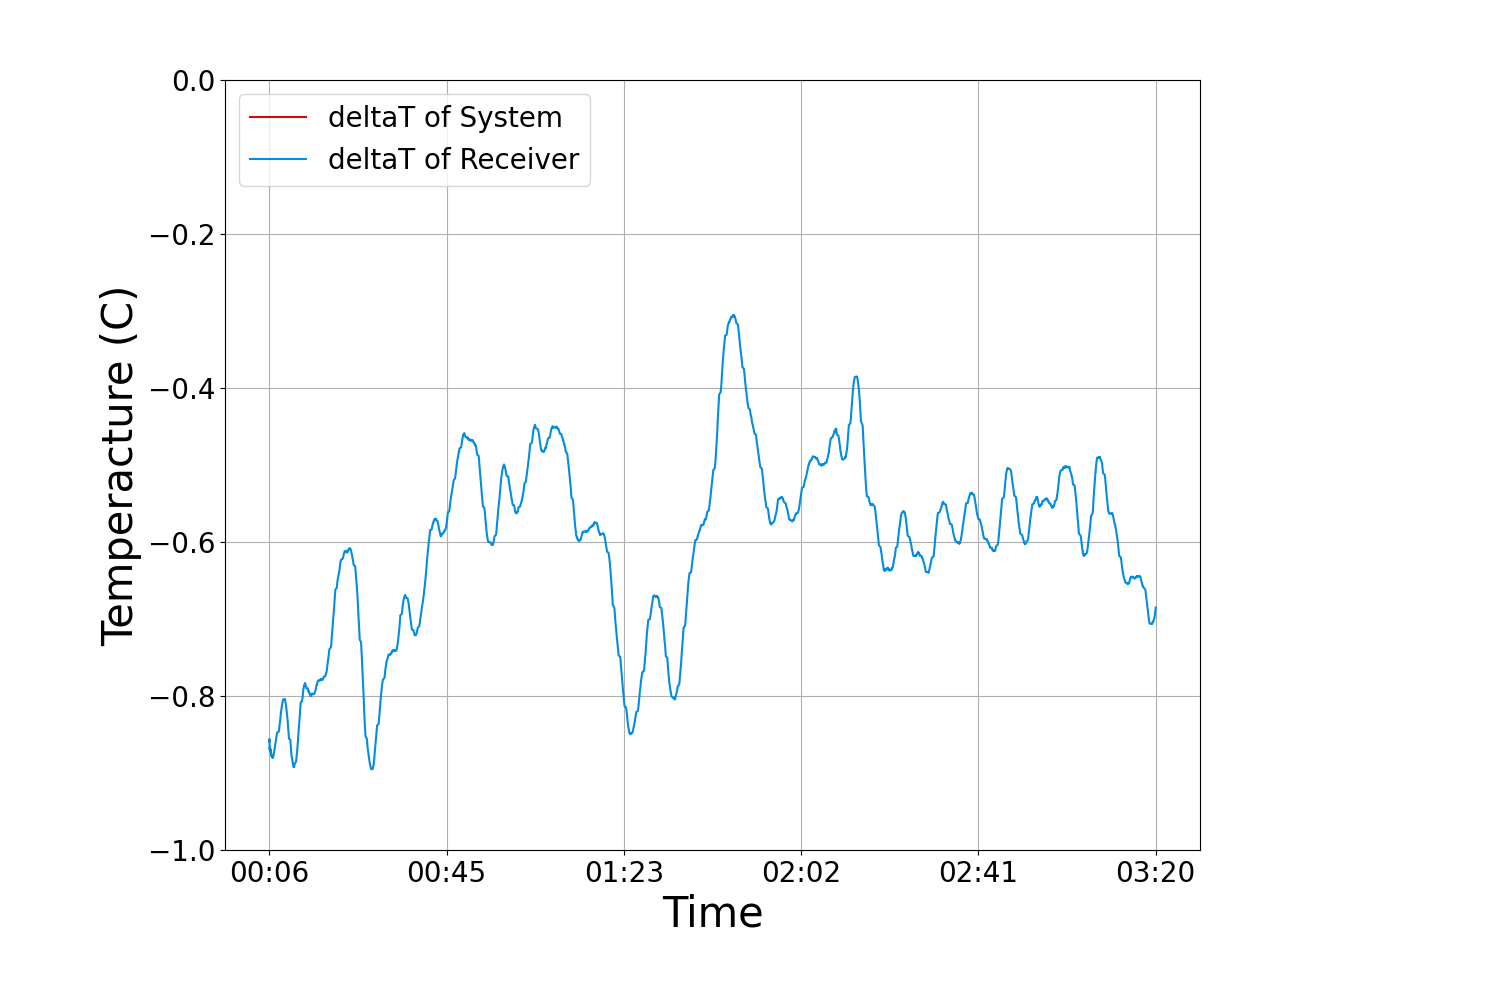 0.0
deltaT of System
deltaT of Receiver
−0.2
−0.4
−0.6
−0.8
−1.0
Temperacture (C)
00:06 00:45 01:23 02:02 02:41 03:20
Time